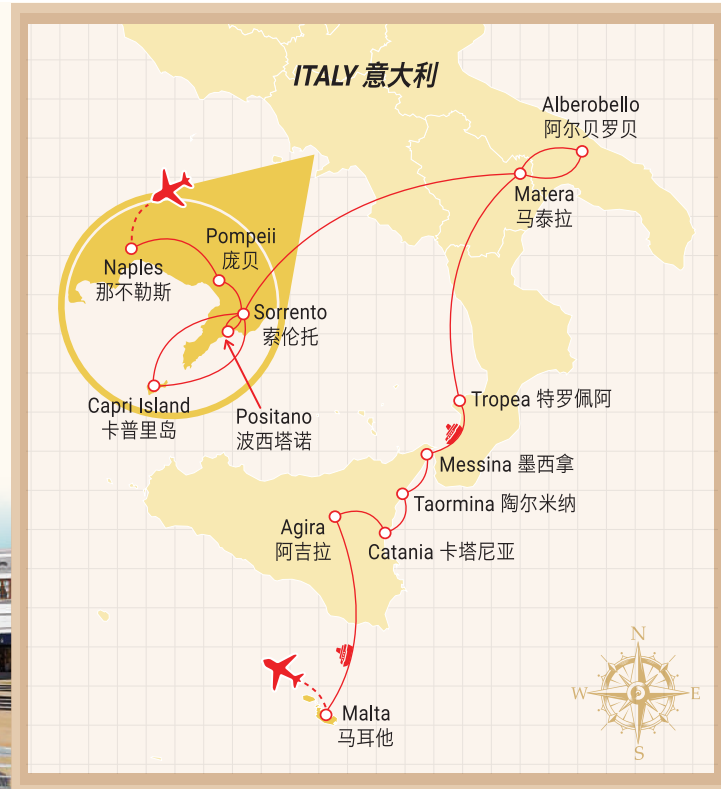 ITALY 意大利
Alberobello
阿尔贝罗贝
Matera
马泰拉
Pompeii
庞贝
Naples
那不勒斯
Sorrento
索伦托
Capri Island
卡普里岛
Positano
波西塔诺
Tropea 特罗佩阿
Messina 墨西拿
Taormina 陶尔米纳
Agira
阿吉拉
Catania 卡塔尼亚
Malta
马耳他
N
W
E
S